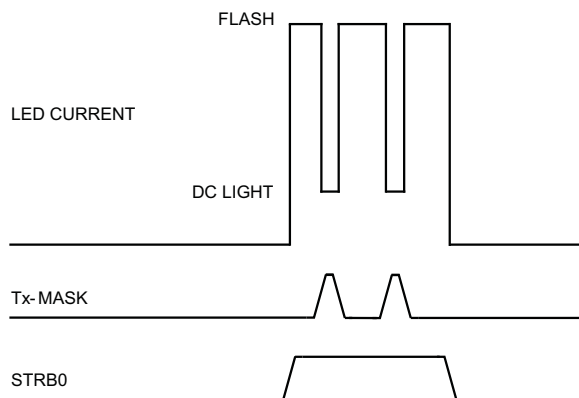 FLASH
LED CURRENT
DC LIGHT
Tx-MASK
STRB0